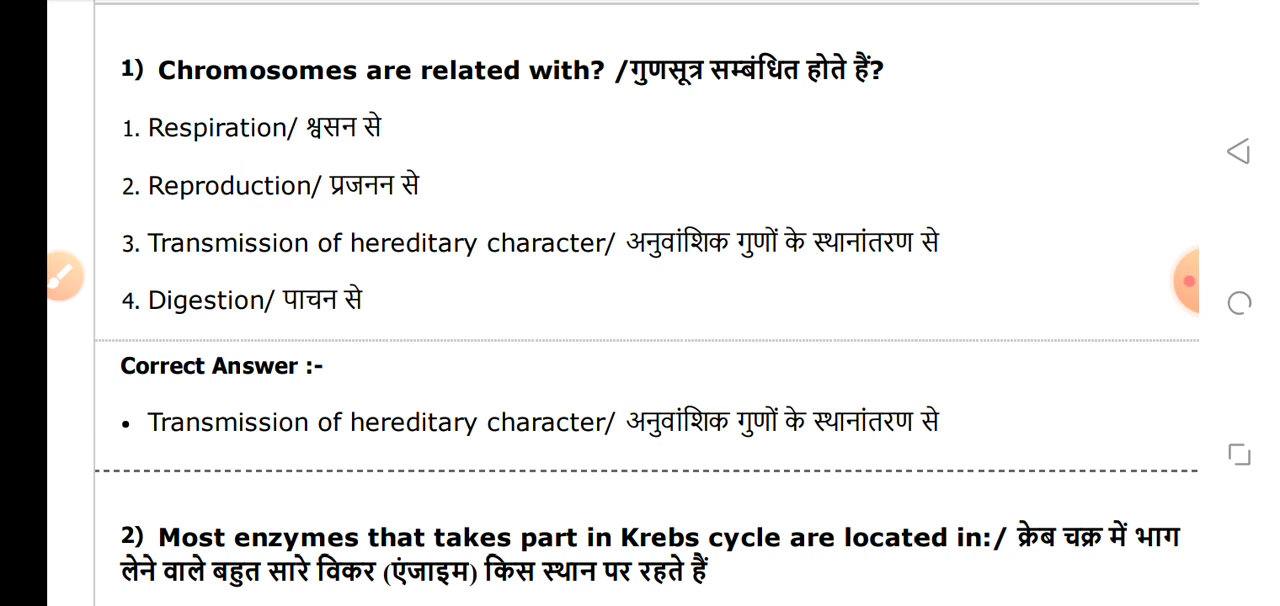 1) Chromosomes are related with? /गुणसूत्र सम्बंधित होते हैं?
1. Respiration/ श्वसन से
2. Reproduction/ प्रजनन से
3. Transmission of hereditary character/ अनुवांशिक गुणों के स्थानांतरण से
4. Digestion/ पाचन से
Correct Answer :-
• Transmission of hereditary character/ अनुवांशिक गुणों के स्थानांतरण से
2) Most enzymes that takes part in Krebs cycle are located in:/ क्रेब चक्र में भाग
लेने वाले बहुत सारे विकर (एंजाइम) किस स्थान पर रहते हैं